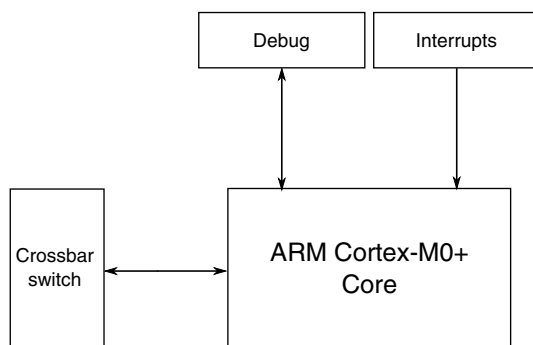 Debug
Interrupts
ARM Cortex-M0+
Core
Crossbar
switch